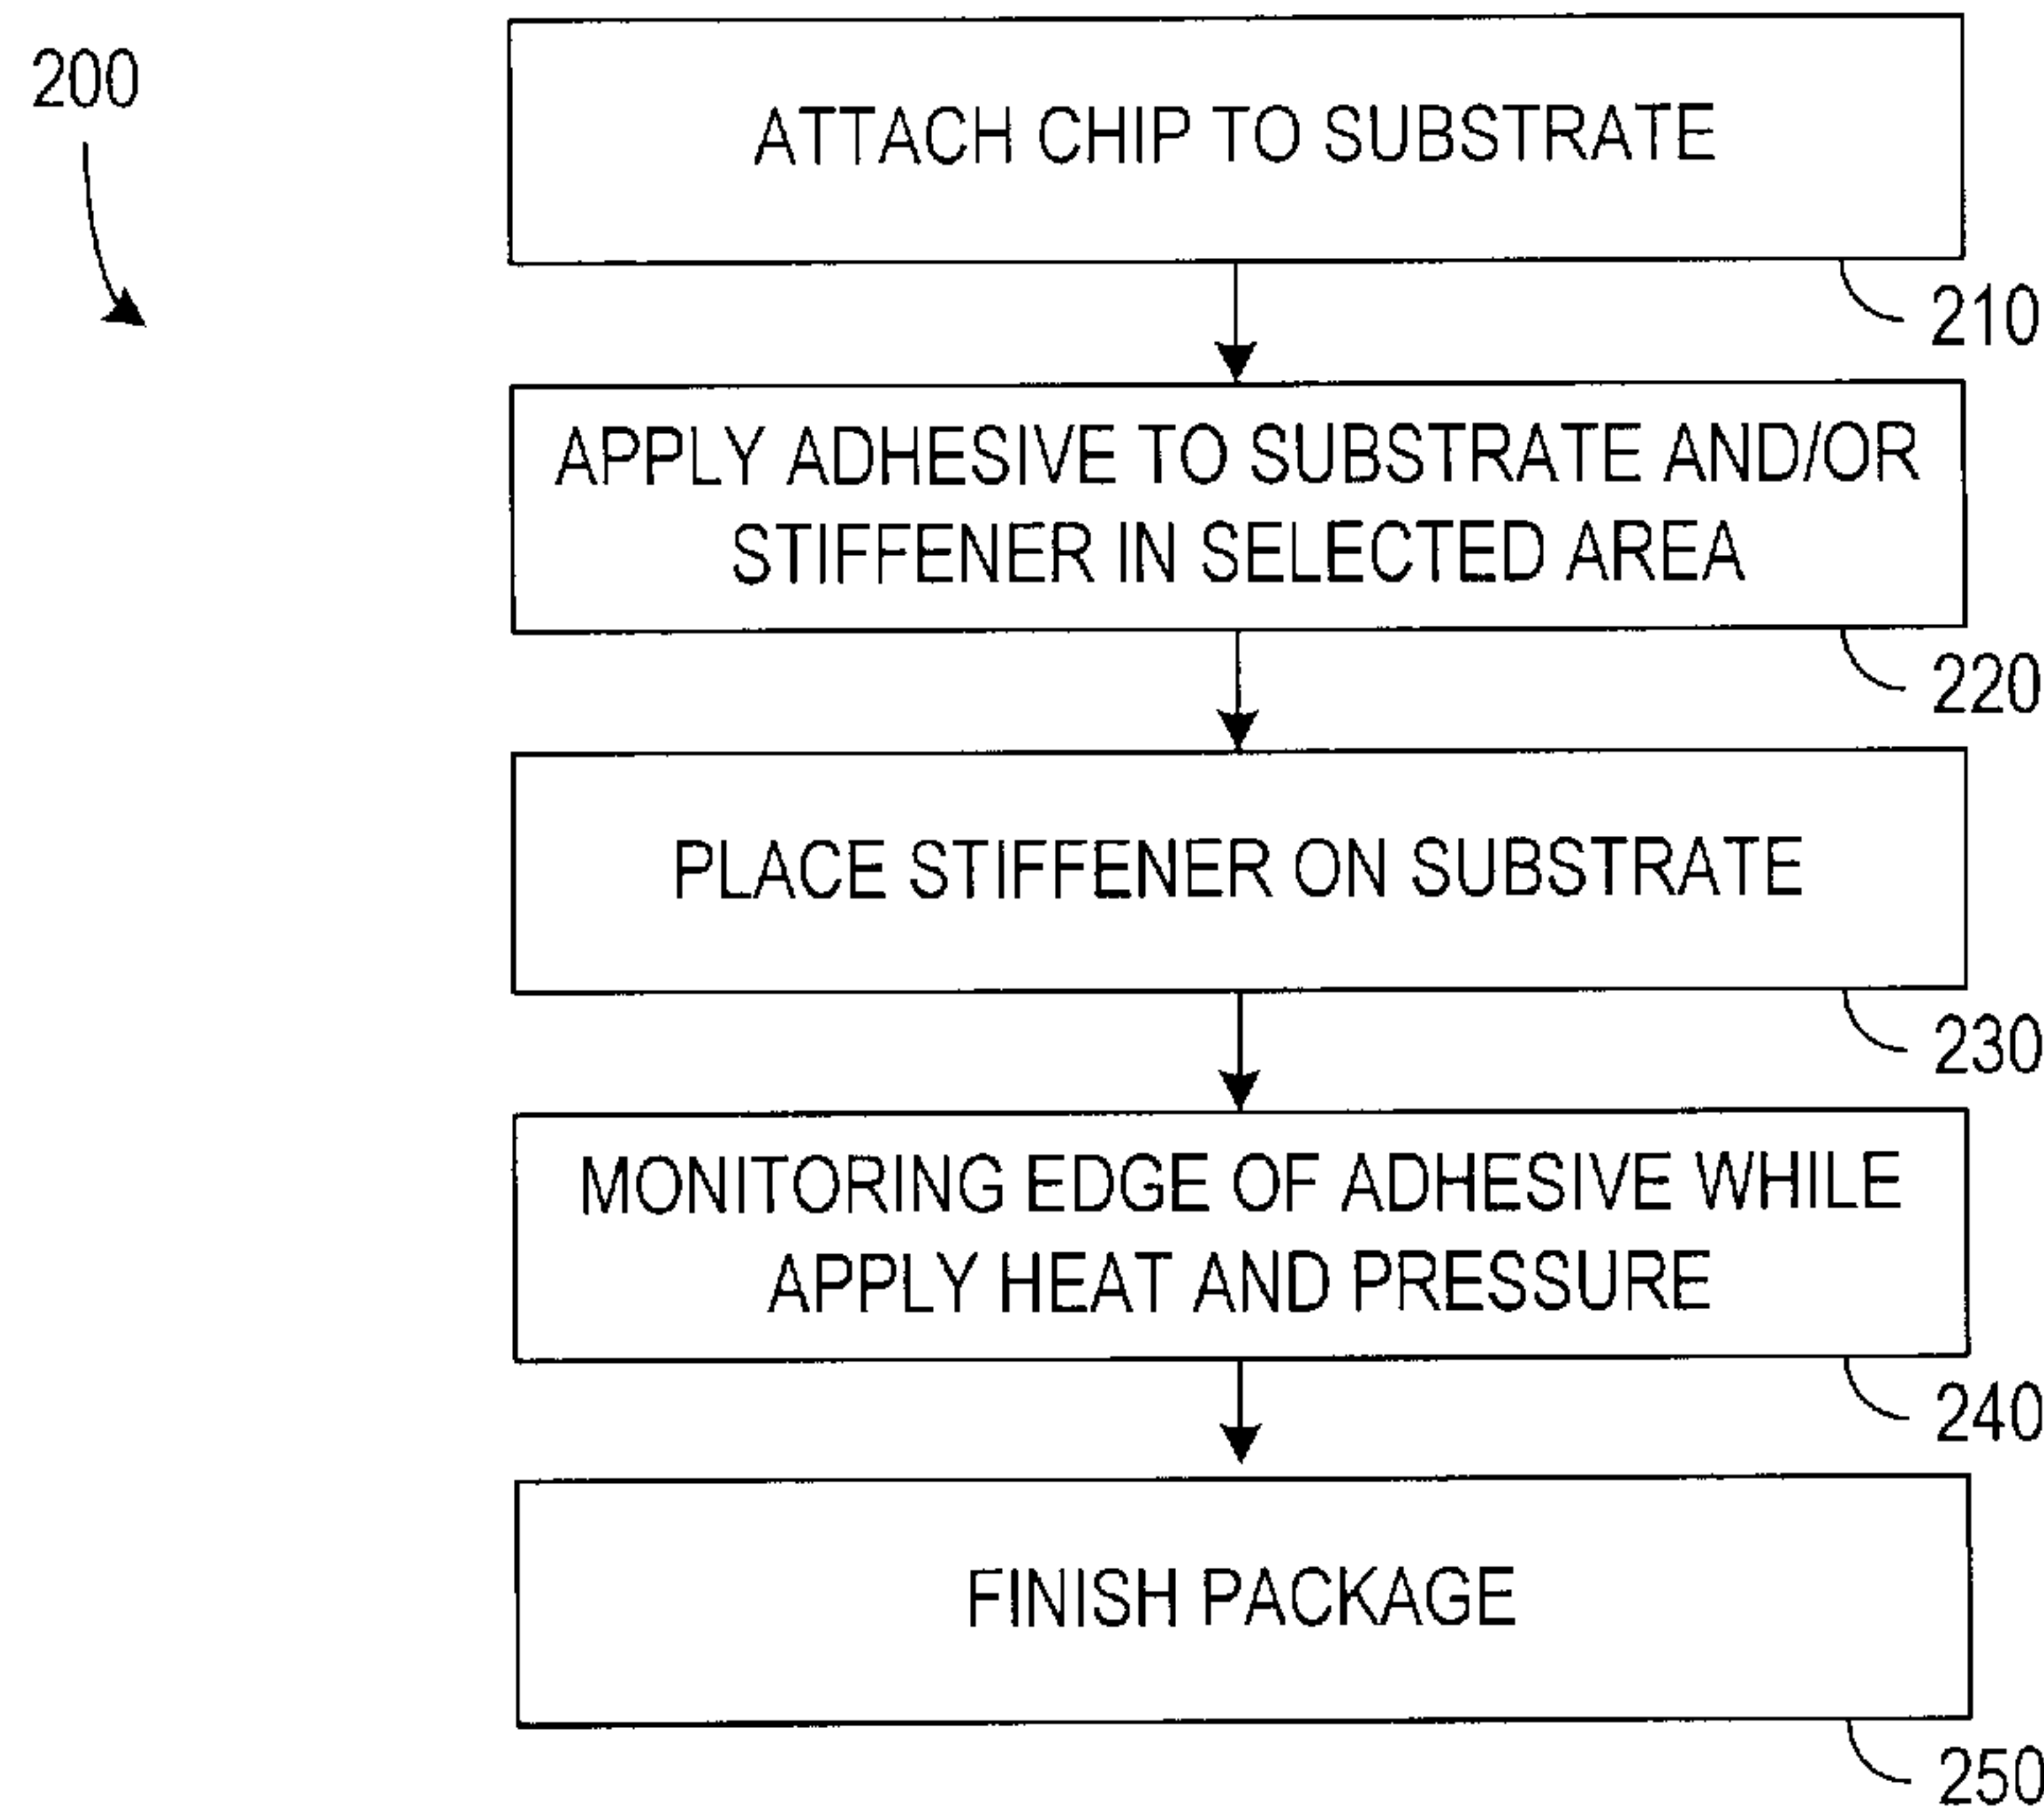 200
ATTACH CHIP TO SUBSTRATE
210
APPLY ADHESIVE TO SUBSTRATE AND/OR
STIFFENER IN SELECTED AREA
220
PLACE STIFFENER ON SUBSTRATE
230
MONITORING EDGE OF ADHESIVE WHILE
APPLY HEAT AND PRESSURE
240
FINISH PACKAGE
250